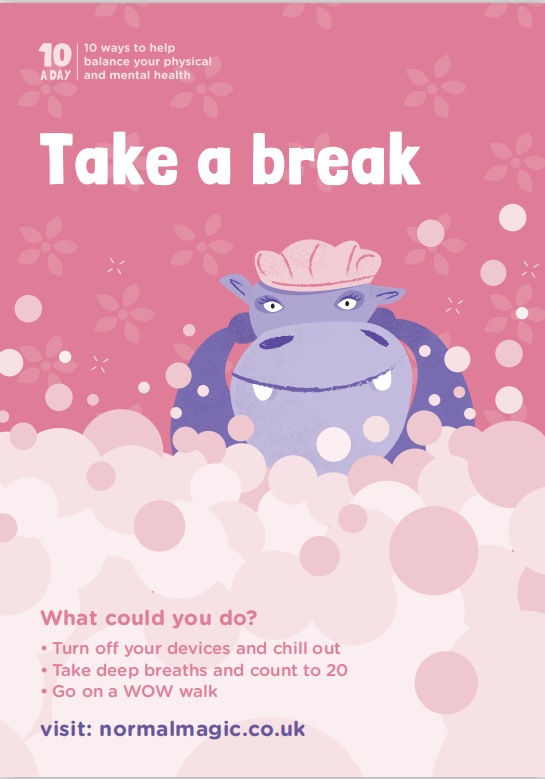 10
A DAY
10 ways to help
balance your physical
and mental health
Take a break
What could you do?
• Turn off your devices and chill out
• Take deep breaths and count to 20
• Go on a WOW walk
visit: normalmagic.co.uk